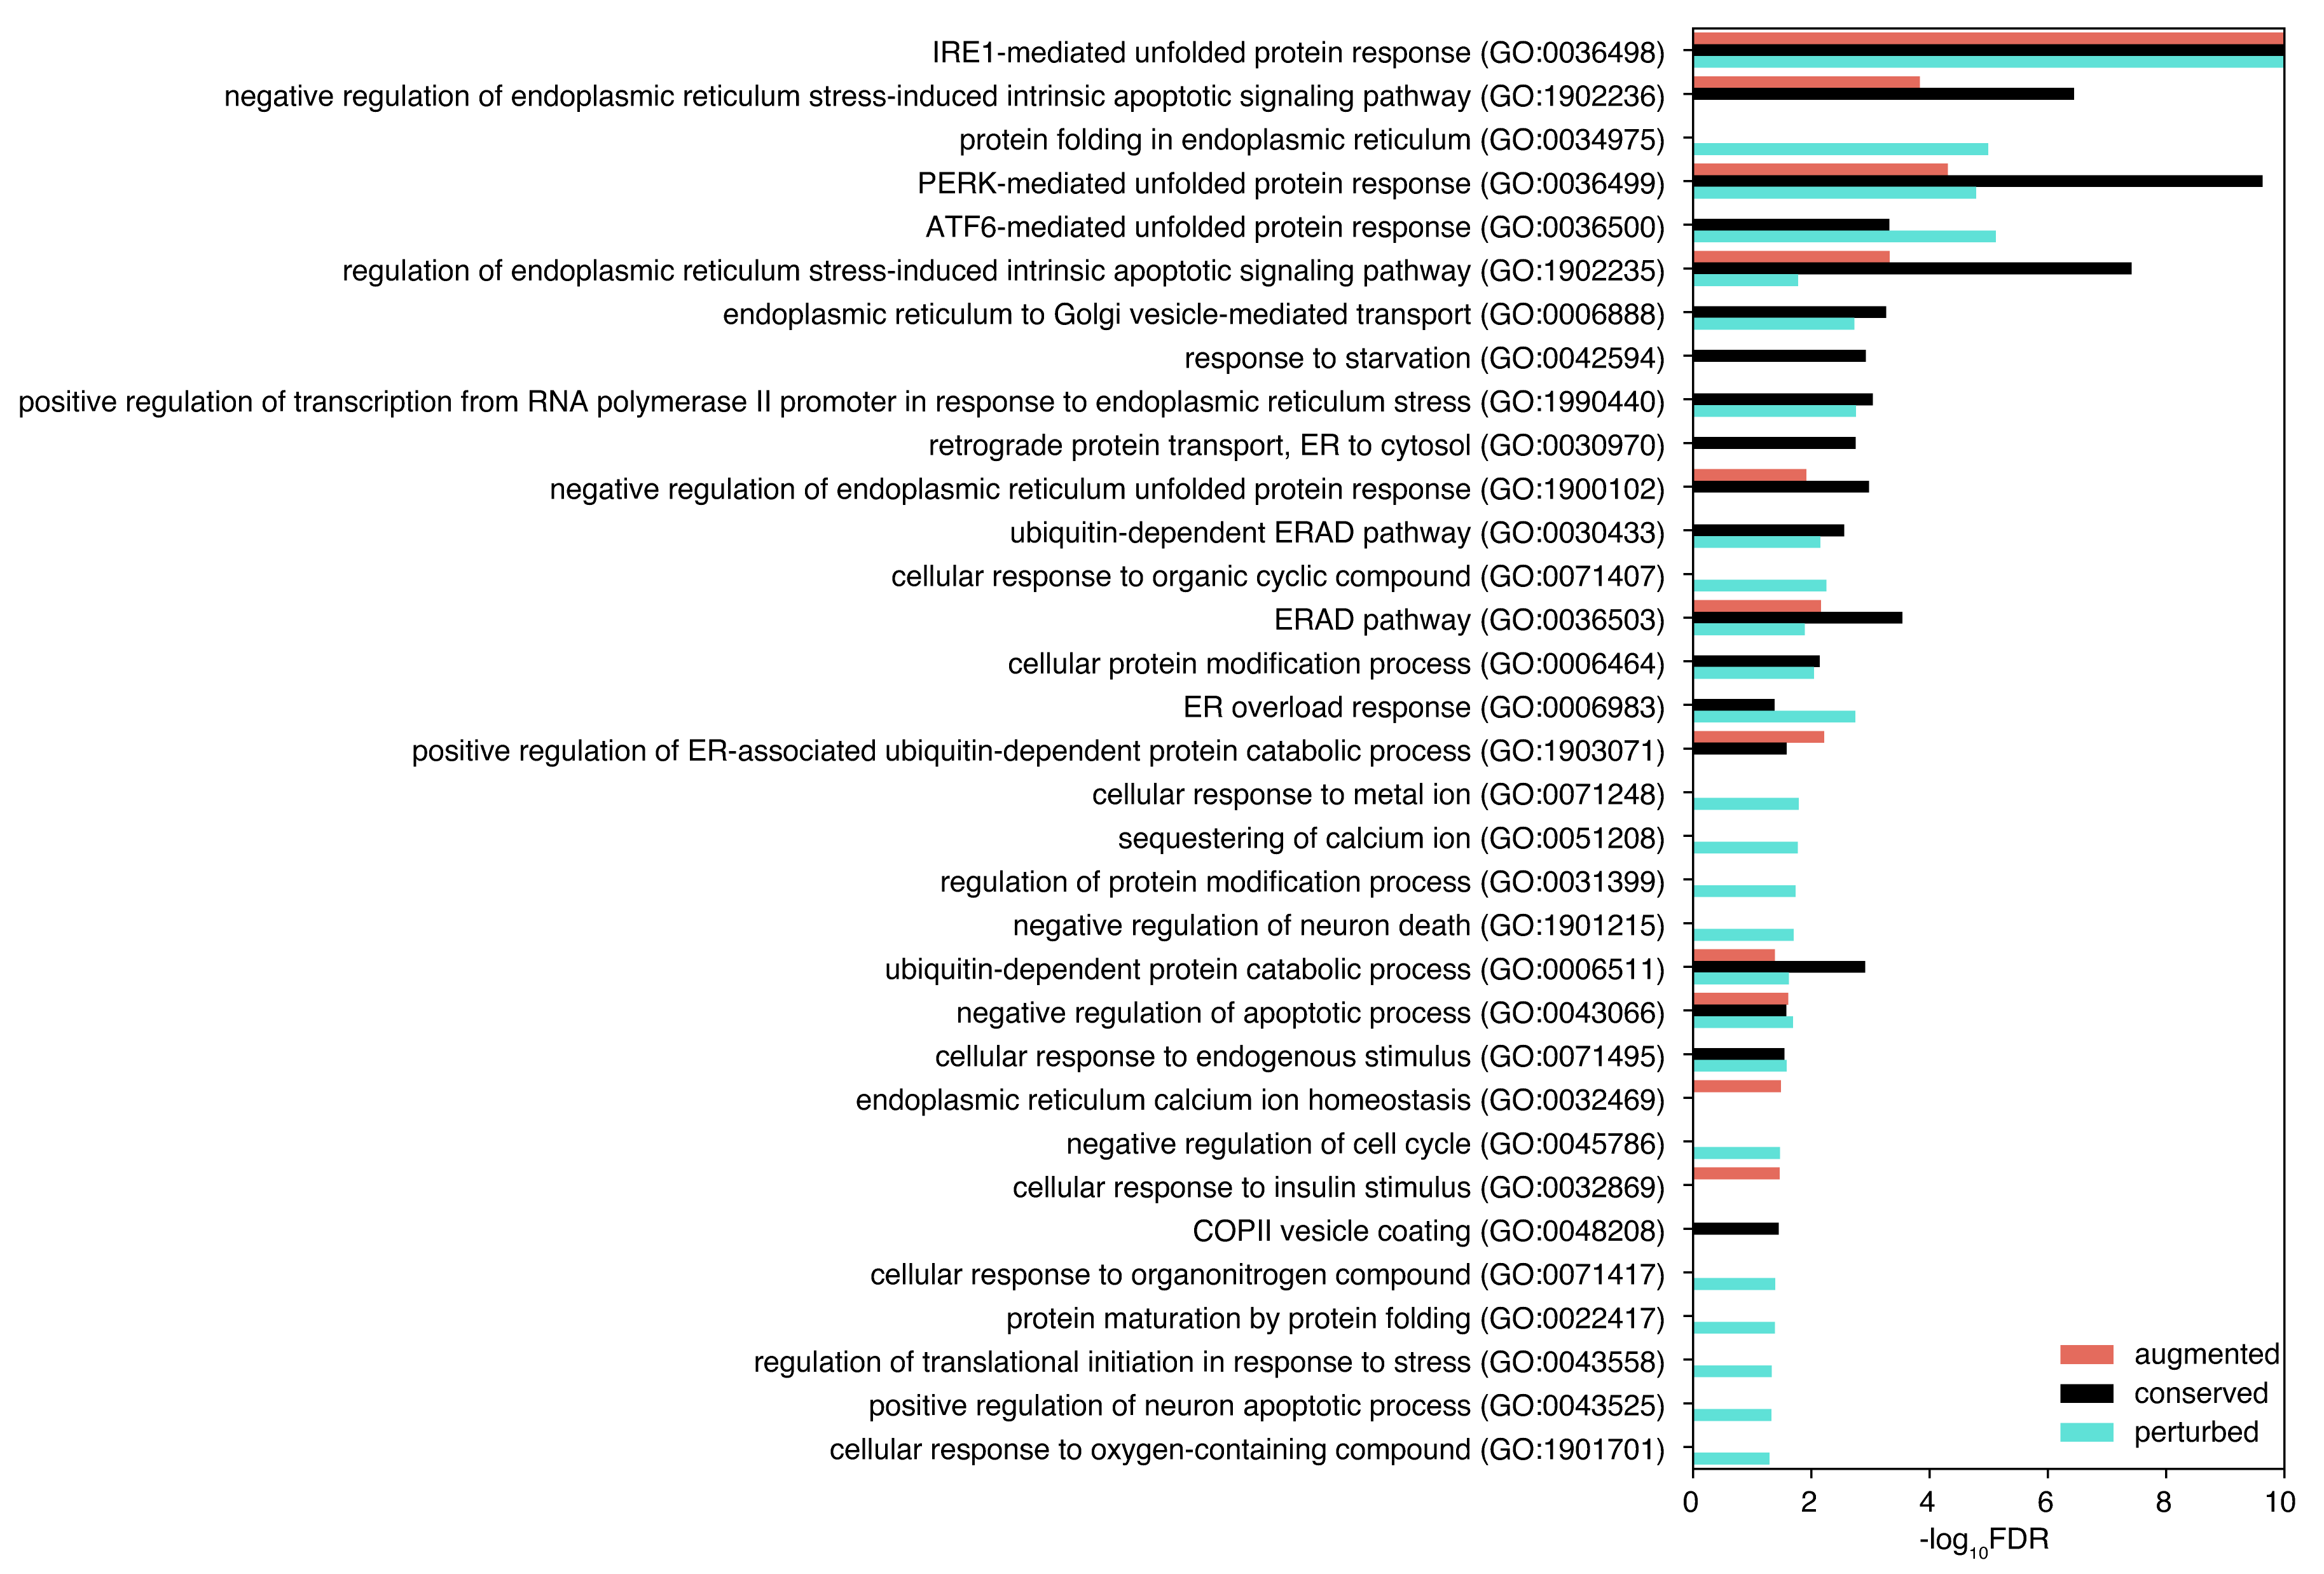 IRE1-mediated unfolded protein response (GO:0036498)
negative regulation of endoplasmic reticulum stress-induced intrinsic apoptotic signaling pathway (GO:1902236)
protein folding in endoplasmic reticulum (GO:0034975)
PERK-mediated unfolded protein response (GO:0036499)
ATF6-mediated unfolded protein response (GO:0036500)
regulation of endoplasmic reticulum stress-induced intrinsic apoptotic signaling pathway (GO:1902235)
endoplasmic reticulum to Golgi vesicle-mediated transport (GO:0006888)
response to starvation (GO:0042594)
positive regulation of transcription from RNA polymerase II promoter in response to endoplasmic reticulum stress (GO:1990440)
retrograde protein transport, ER to cytosol (GO:0030970)
negative regulation of endoplasmic reticulum unfolded protein response (GO:1900102)
ubiquitin-dependent ERAD pathway (GO:0030433)
cellular response to organic cyclic compound (GO:0071407)
ERAD pathway (GO:0036503)
cellular protein modification process (GO:0006464)
ER overload response (GO:0006983)
positive regulation of ER-associated ubiquitin-dependent protein catabolic process (GO:1903071)
cellular response to metal ion (GO:0071248)
sequestering of calcium ion (GO:0051208)
regulation of protein modification process (GO:0031399)
negative regulation of neuron death (GO:1901215)
ubiquitin-dependent protein catabolic process (GO:0006511)
negative regulation of apoptotic process (GO:0043066)
cellular response to endogenous stimulus (GO:0071495)
endoplasmic reticulum calcium ion homeostasis (GO:0032469)
negative regulation of cell cycle (GO:0045786)
cellular response to insulin stimulus (GO:0032869)
COPII vesicle coating (GO:0048208)
cellular response to organonitrogen compound (GO:0071417)
protein maturation by protein folding (GO:0022417)
regulation of translational initiation in response to stress (GO:0043558)
positive regulation of neuron apoptotic process (GO:0043525)
cellular response to oxygen-containing compound (GO:1901701)
augmented
conserved
perturbed
0 2 4 6 8 10
-log₁₀FDR